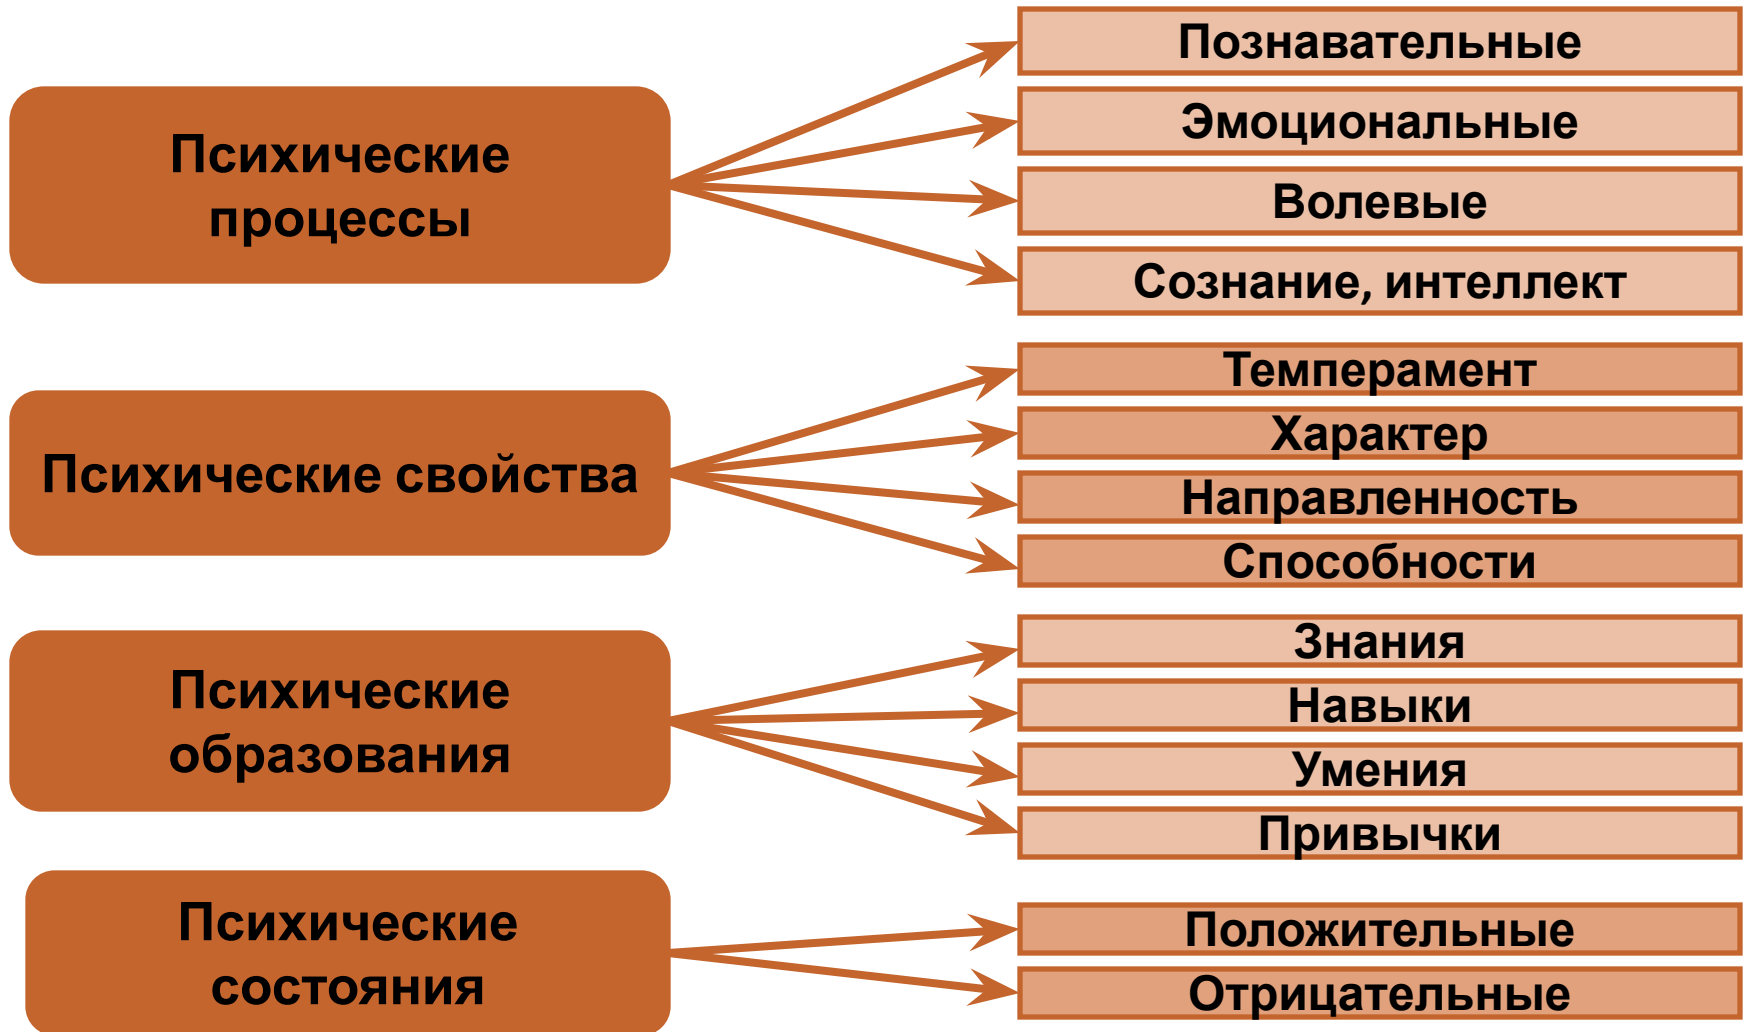 Психические
процессы
Познавательные
Эмоциональные
Волевые
Сознание, интеллект
Психические свойства
Темперамент
Характер
Направленность
Способности
Психические
образования
Знания
Навыки
Умения
Привычки
Психические
состояния
Положительные
Отрицательные